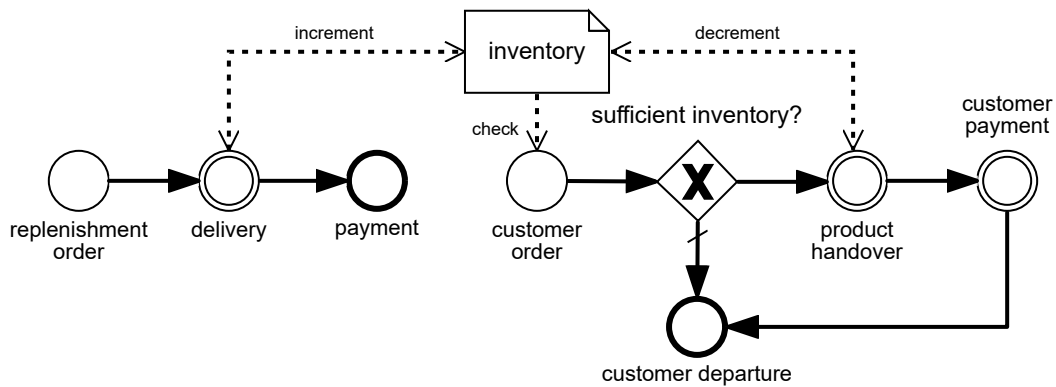 increment
inventory
decrement
check
sufficient inventory?
customer
payment
replenishment
order
delivery
payment
customer
order
X
product
handover
customer departure